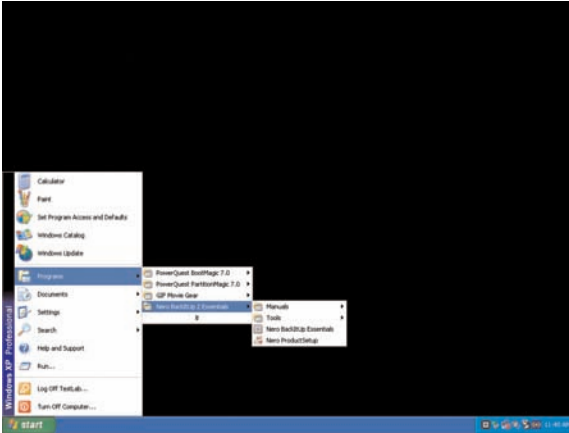 Calculator
Paint
Set Program Access and Defaults
Windows Catalog
Windows Update
Programs
Documents
Settings
Search
Help and Support
Run...
Log Off TestLab...
Turn Off Computer...
Windows XP Professional
PowerQuest BootMagic 7.0
PowerQuest PartitionMagic 7.0
GIF Movie Gear
Nero BackItUp 2 Essentials
Manuals
Tools
Nero BackItUp Essentials
Nero ProductSetup
start